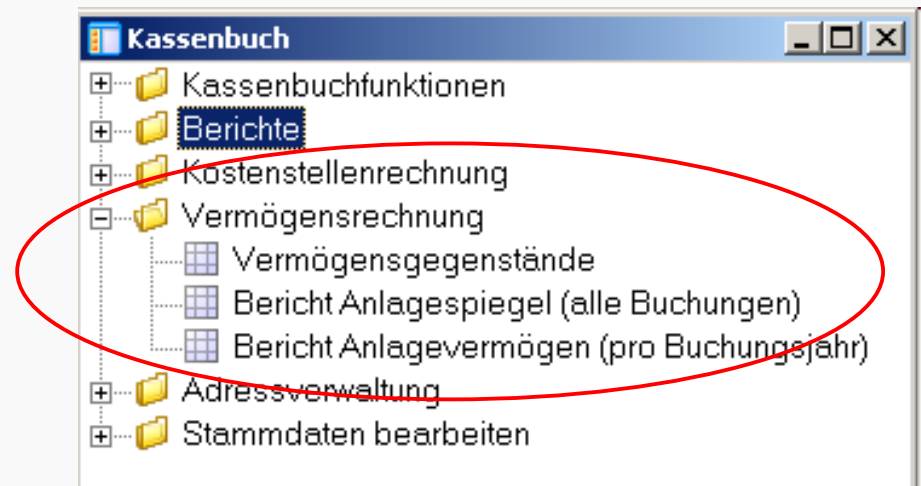 Kassenbuch
Kassenbuchfunktionen
Berichte
Kostenstellenrechnung
Vermögensrechnung
Vermögensgegenstände
Bericht Anlagespiegel (alle Buchungen)
Bericht Anlagevermögen (pro Buchungsjahr)
Adressverwaltung
Stammdaten bearbeiten